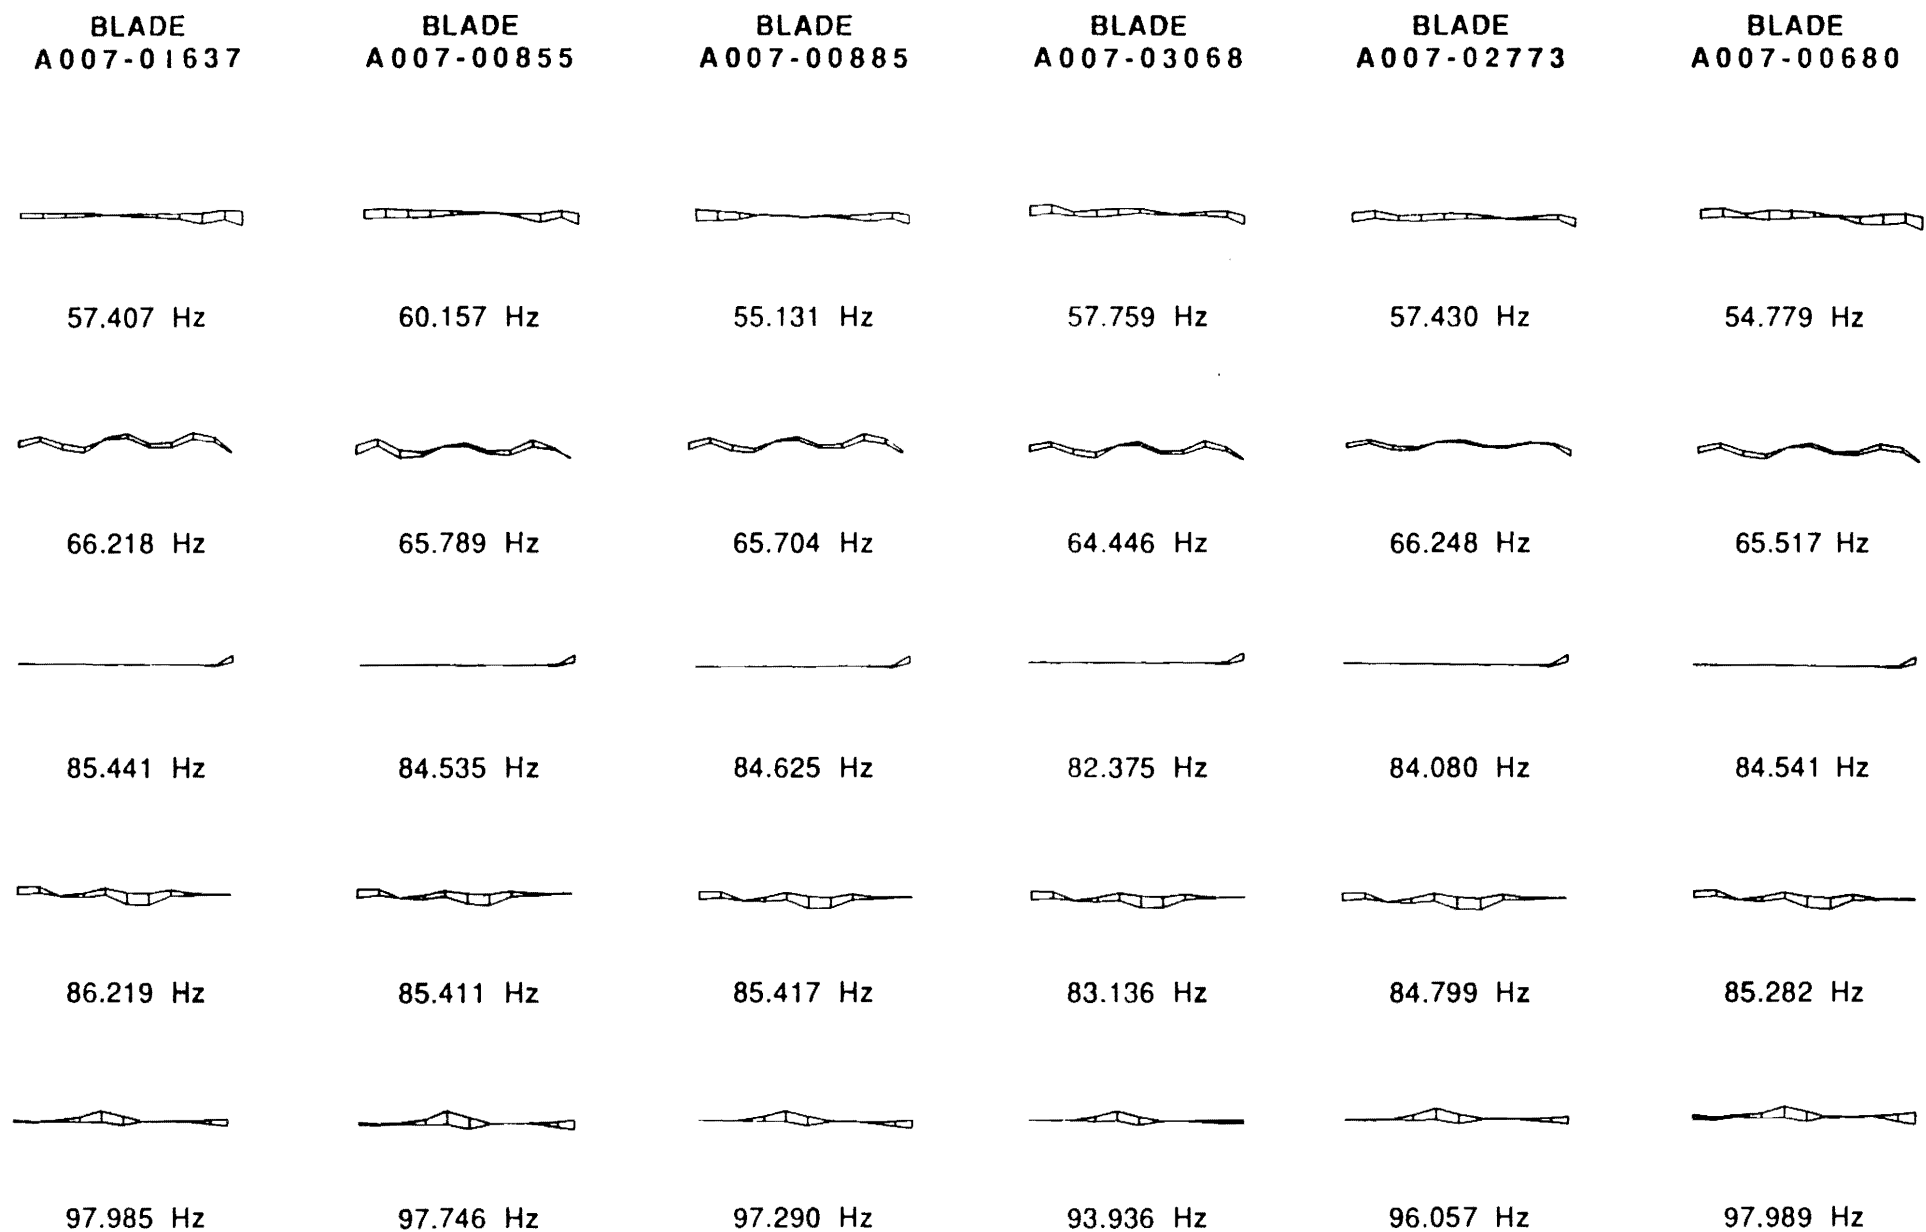 BLADE BLADE BLADE BLADE BLADE BLADE
A007-01637 A007-00855 A007-00885 A007-03068 A007-02773 A007-00680
57.407 Hz 60.157 Hz 55.131 Hz 57.759 Hz 57.430 Hz 54.779 Hz
66.218 Hz 65.789 Hz 65.704 Hz 64.446 Hz 66.248 Hz 65.517 Hz
85.441 Hz 84.535 Hz 84.625 Hz 82.375 Hz 84.080 Hz 84.541 Hz
86.219 Hz 85.411 Hz 85.417 Hz 83.136 Hz 84.799 Hz 85.282 Hz
97.985 Hz 97.746 Hz 97.290 Hz 93.936 Hz 96.057 Hz 97.989 Hz